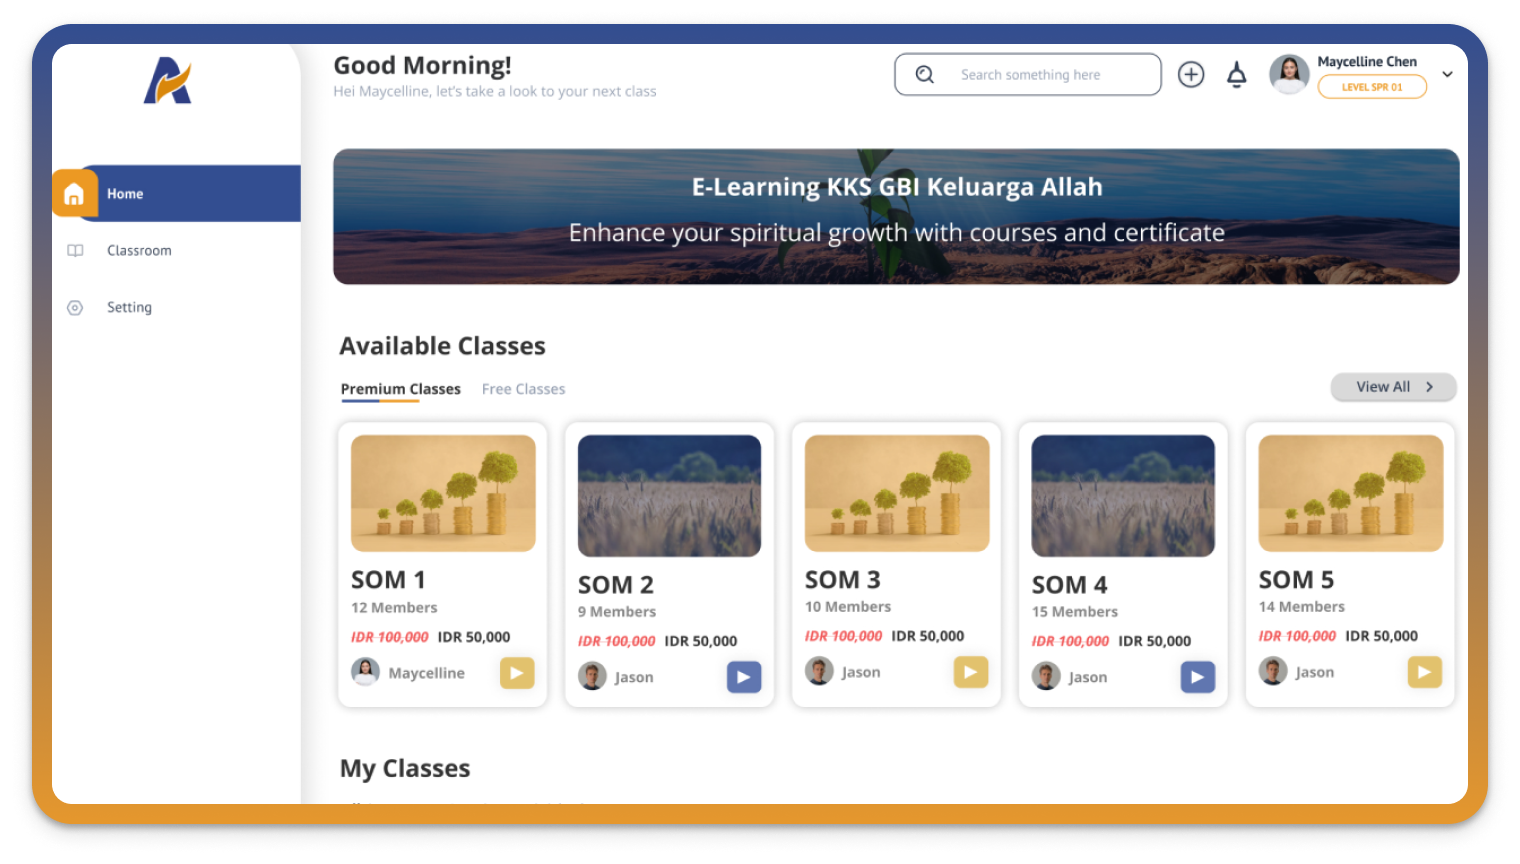 Good Morning!
Hei Maycelline, let's take a look to your next class
Search something here
Maycelline Chen
LEVEL SPR 01
Home
Classroom
Setting
E-Learning KKS GBI Keluarga Allah
Enhance your spiritual growth with courses and certificate
Available Classes
Premium Classes Free Classes
View All
SOM 1
12 Members
IDR 100,000 IDR 50,000
Maycelline
SOM 2
9 Members
IDR 100,000 IDR 50,000
Jason
SOM 3
10 Members
IDR 100,000 IDR 50,000
Jason
SOM 4
15 Members
IDR 100,000 IDR 50,000
Jason
SOM 5
14 Members
IDR 100,000 IDR 50,000
Jason
My Classes